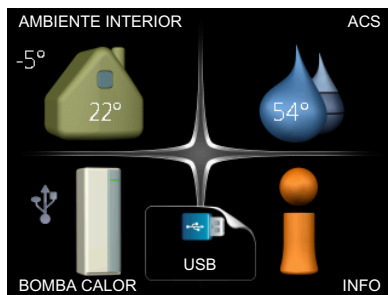 AMBIENTE INTERIOR
ACS
-5°
22°
54°
USB
BOMBA CALOR
INFO